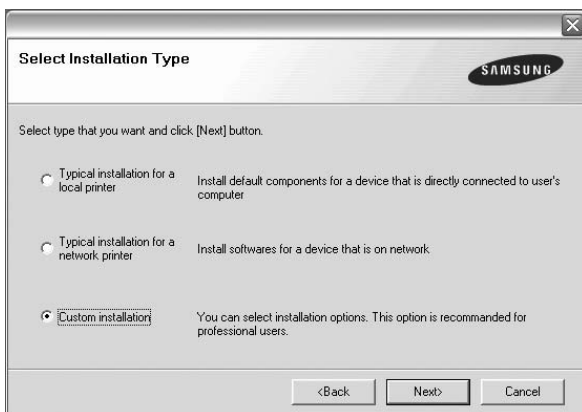 Select Installation Type
SAMSUNG
Select type that you want and click [Next] button.
Typical installation for a
local printer
Install default components for a device that is directly connected to user's
computer
Typical installation for a
network printer
Install softwares for a device that is on network
Custom installation
You can select installation options. This option is recommanded for
professional users.
<Back
Next>
Cancel